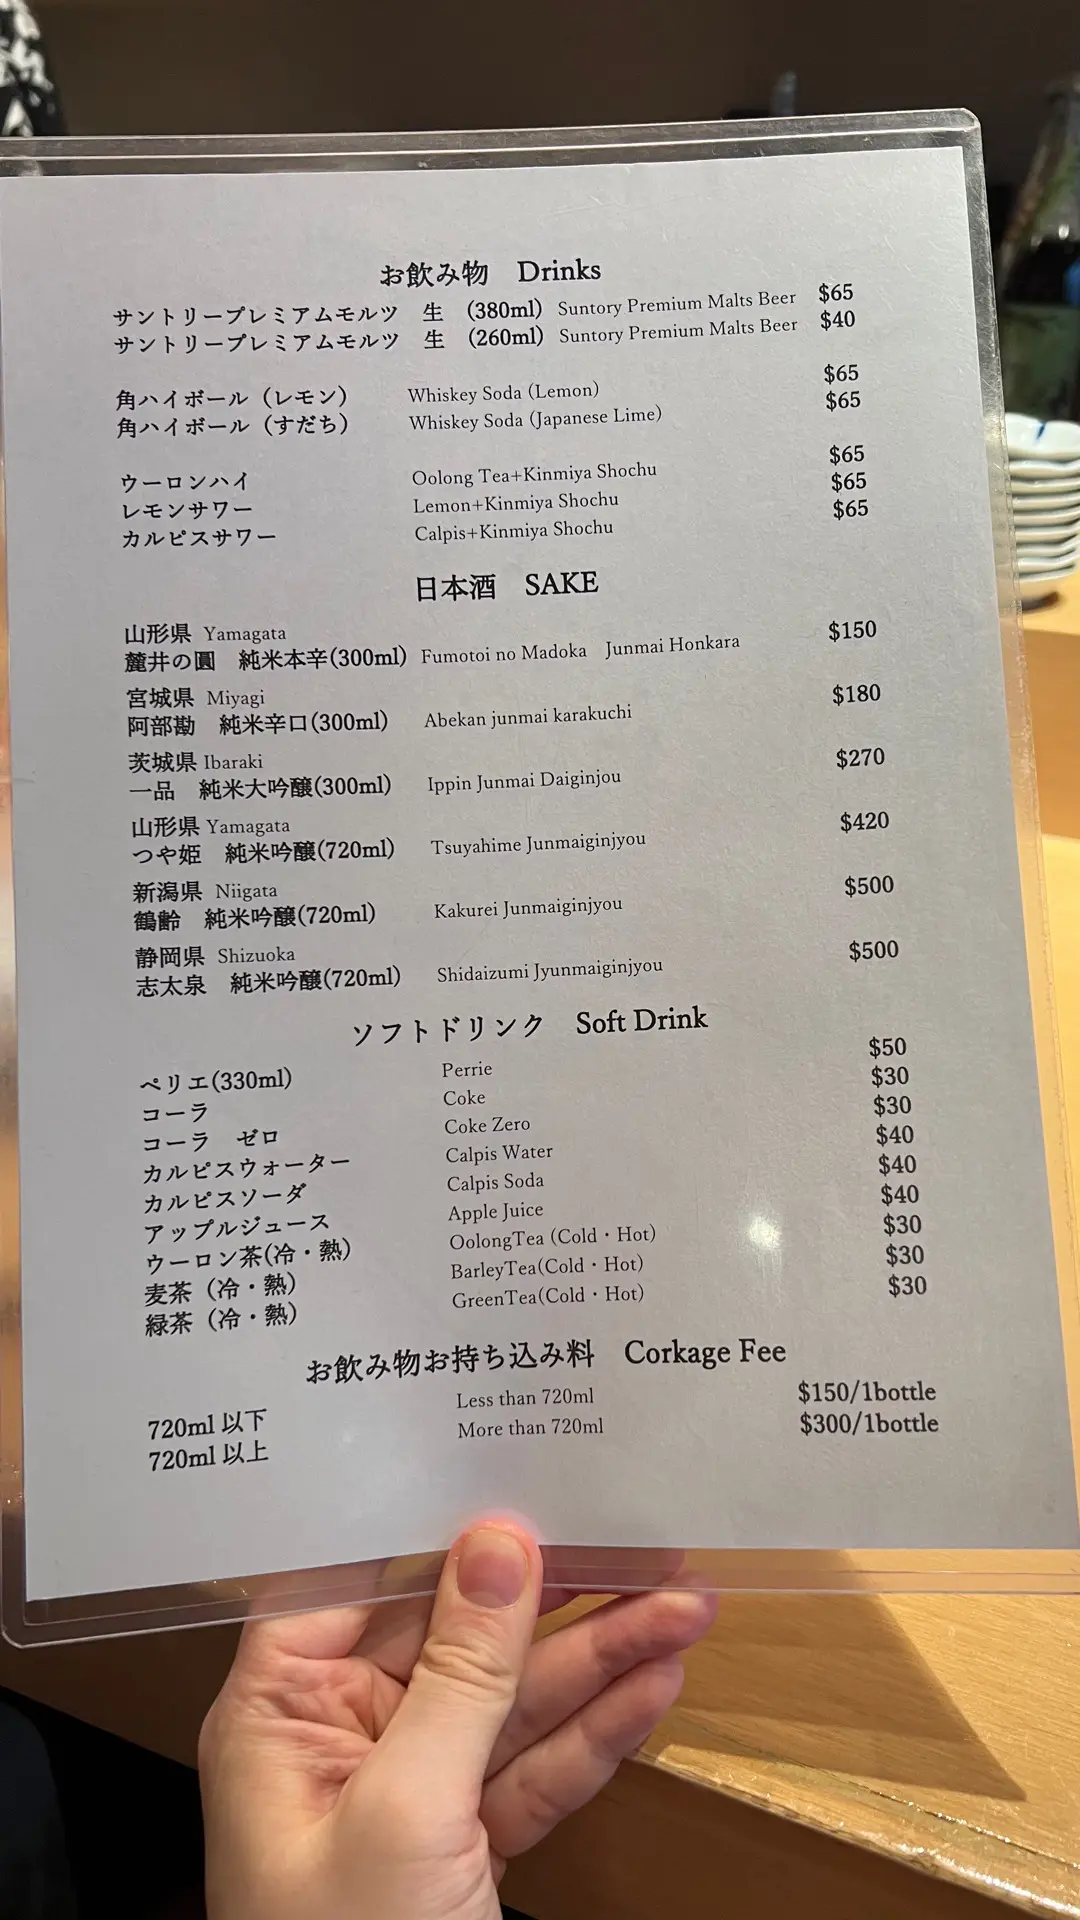 お飲み物　Drinks
サントリープレミアムモルツ　生　(380ml) Suntory Premium Malts Beer $65
サントリープレミアムモルツ　生　(260ml) Suntory Premium Malts Beer $40
角ハイボール（レモン） Whiskey Soda (Lemon) $65
角ハイボール（すだち） Whiskey Soda (Japanese Lime) $65
ウーロンハイ Oolong Tea+Kinmiya Shochu $65
レモンサワー Lemon+Kinmiya Shochu $65
カルピスサワー Calpis+Kinmiya Shochu $65
日本酒　SAKE
山形県 Yamagata
麓井の圓　純米本辛(300ml) Fumotoi no Madoka　Junmai Honkara $150
宮城県 Miyagi
阿部勘　純米辛口(300ml) Abekan junmai karakuchi $180
茨城県 Ibaraki
一品　純米大吟醸(300ml) Ippin Junmai Daiginjou $270
山形県 Yamagata
つや姫　純米吟醸(720ml) Tsuyahime Junmaiginjyou $420
新潟県 Niigata
鶴齢　純米吟醸(720ml) Kakurei Junmaiginjyou $500
静岡県 Shizuoka
志太泉　純米吟醸(720ml) Shidaizumi Jyunmaiginjyou $500
ソフトドリンク　Soft Drink
ペリエ(330ml) Perrie $50
コーラ Coke $30
コーラ　ゼロ Coke Zero $30
カルピスウォーター Calpis Water $40
カルピスソーダ Calpis Soda $40
アップルジュース Apple Juice $40
ウーロン茶(冷・熱) OolongTea (Cold・Hot) $30
麦茶（冷・熱) BarleyTea(Cold・Hot) $30
緑茶（冷・熱) GreenTea(Cold・Hot) $30
お飲み物お持ち込み料　Corkage Fee
720ml 以下 Less than 720ml $150/1bottle
720ml 以上 More than 720ml $300/1bottle